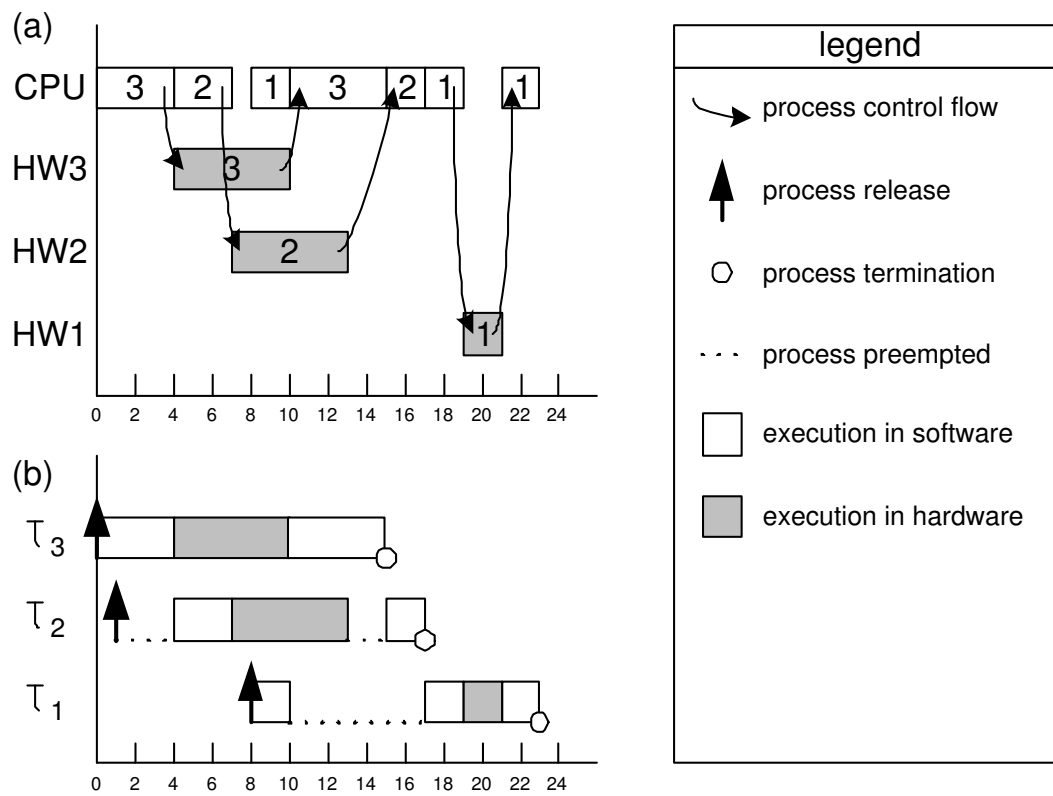 (a)
CPU 3 2 1 3 2 1 1
HW3 3
HW2 2
HW1 1
0 2 4 6 8 10 12 14 16 18 20 22 24
(b)
τ3
τ2
τ1
0 2 4 6 8 10 12 14 16 18 20 22 24
legend
process control flow
process release
process termination
process preempted
execution in software
execution in hardware